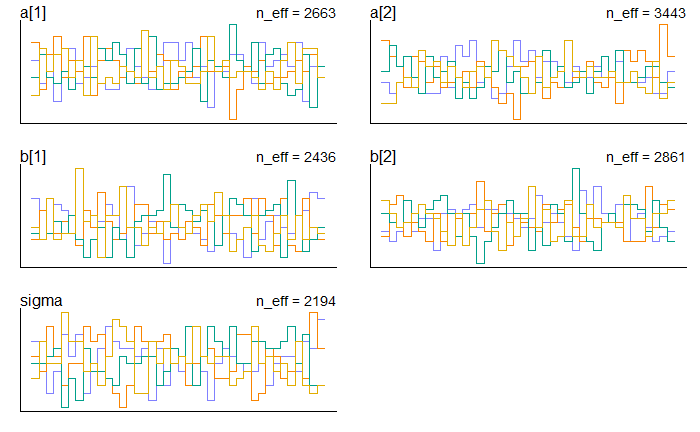 a[1] n_eff = 2663
a[2] n_eff = 3443
b[1] n_eff = 2436
b[2] n_eff = 2861
sigma n_eff = 2194